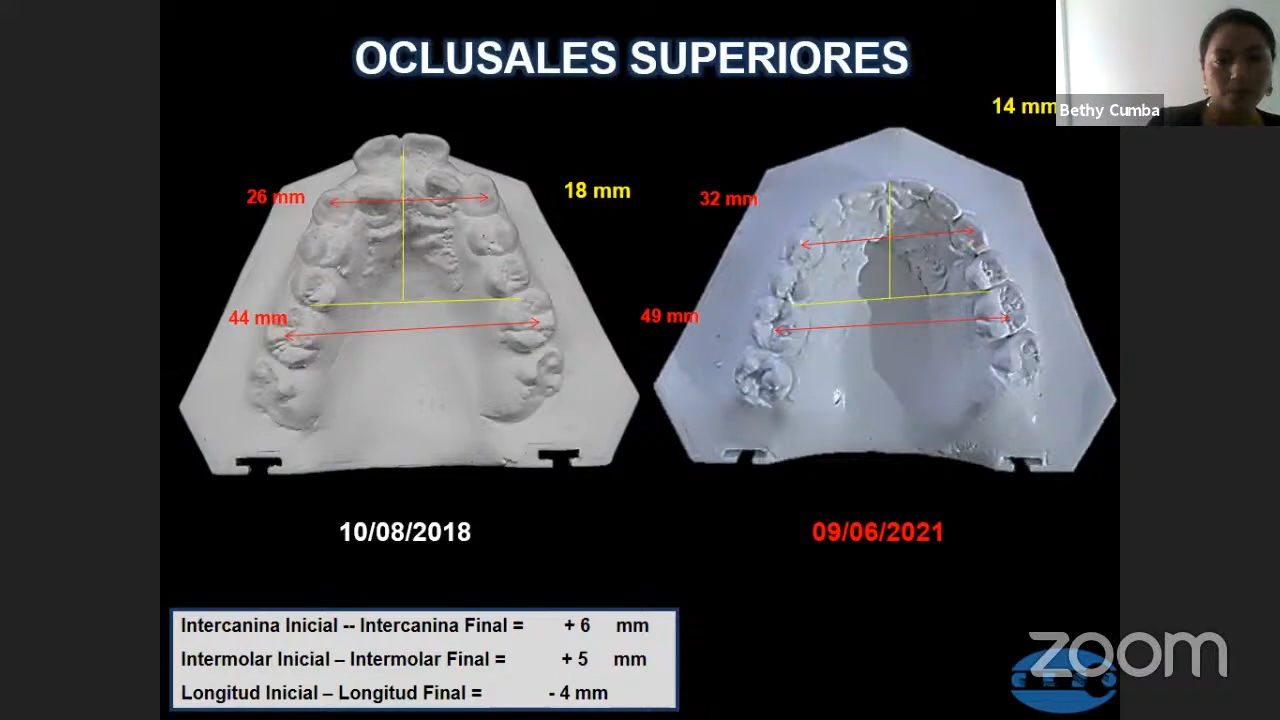 OCLUSALES SUPERIORES
14 mm
Bethy Cumba
26 mm
18 mm
32 mm
44 mm
49 mm
10/08/2018
09/06/2021
Intercanina Inicial -- Intercanina Final = + 6 mm
Intermolar Inicial – Intermolar Final = + 5 mm
Longitud Inicial – Longitud Final = - 4 mm
zoom